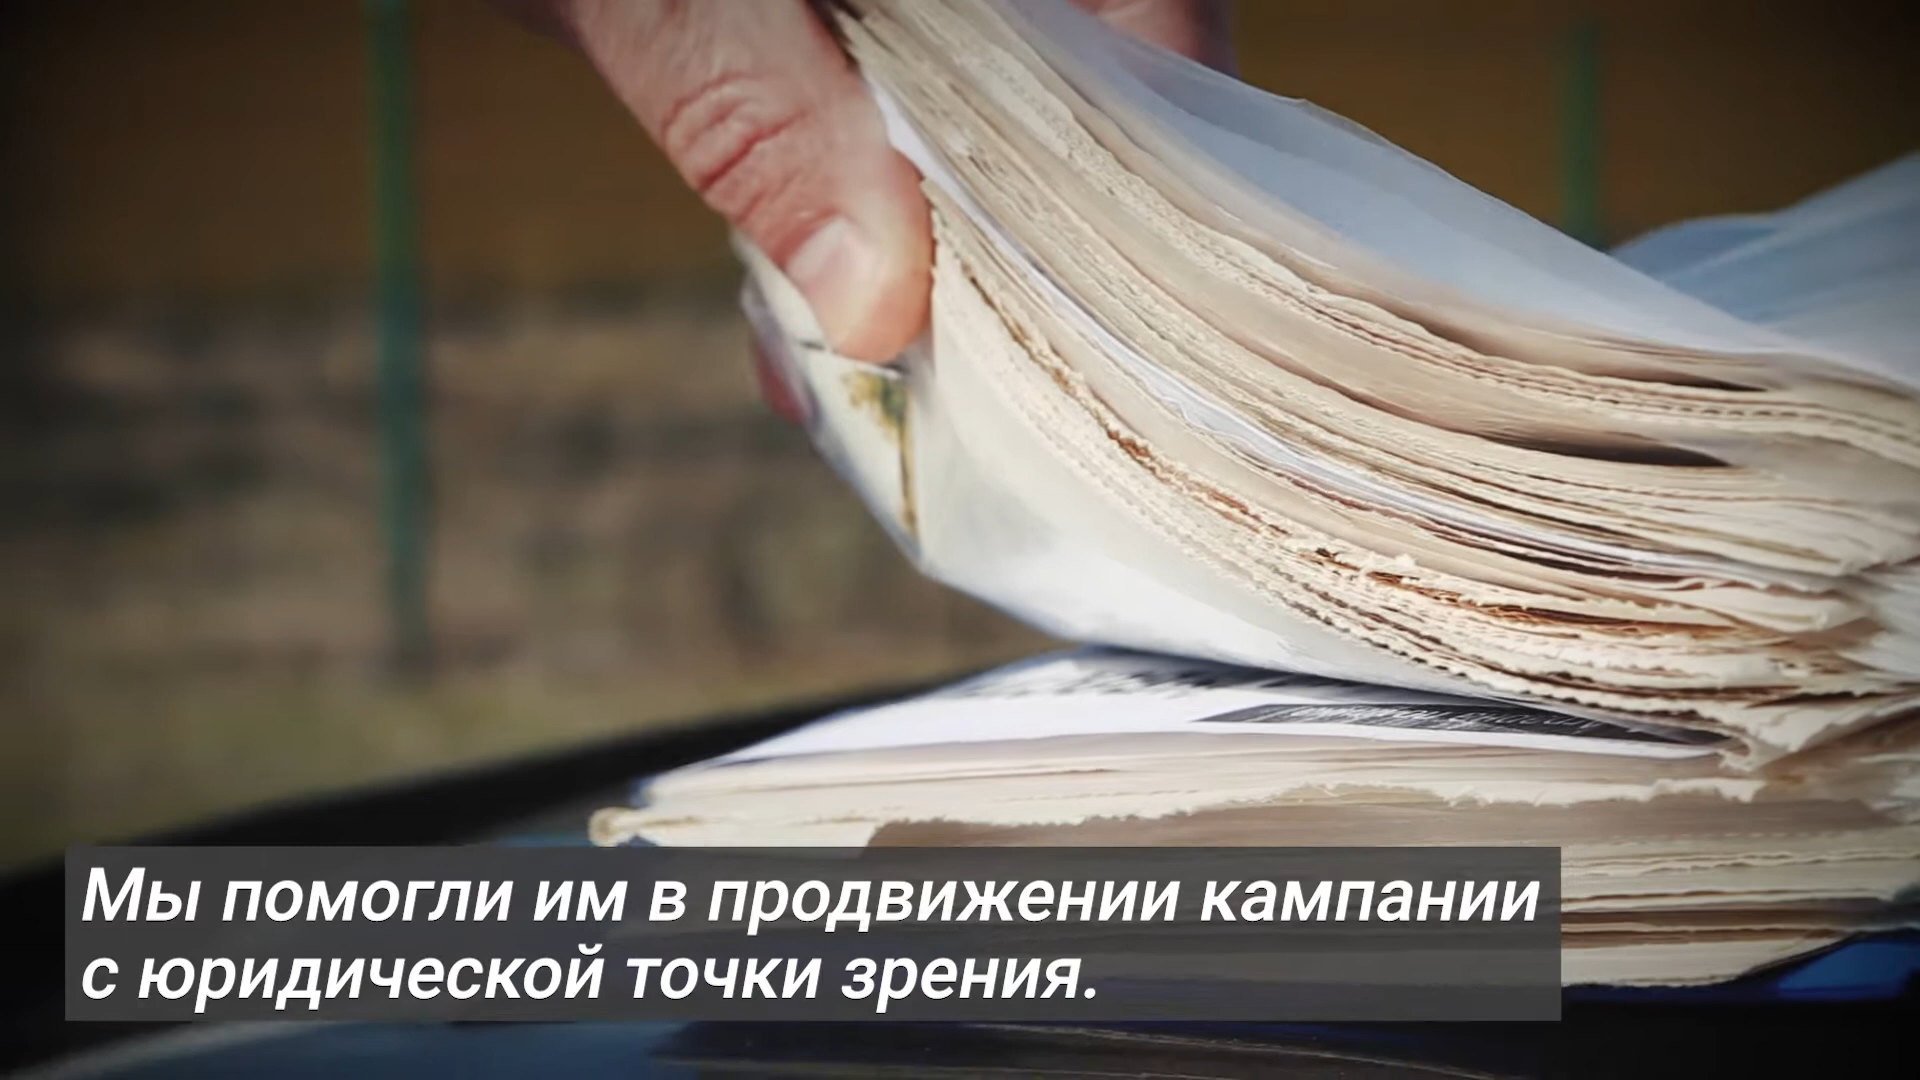 Мы помогли им в продвижении кампании
с юридической точки зрения.